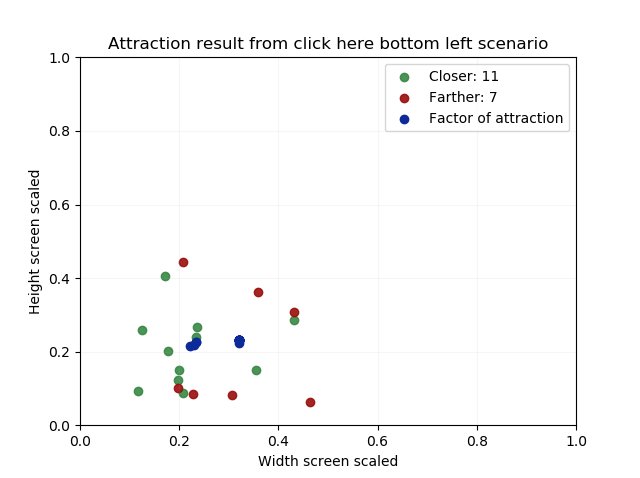 Attraction result from click here bottom left scenario
Closer: 11
Farther: 7
Factor of attraction
Height screen scaled
1.0
0.8
0.6
0.4
0.2
0.0
0.0 0.2 0.4 0.6 0.8 1.0
Width screen scaled